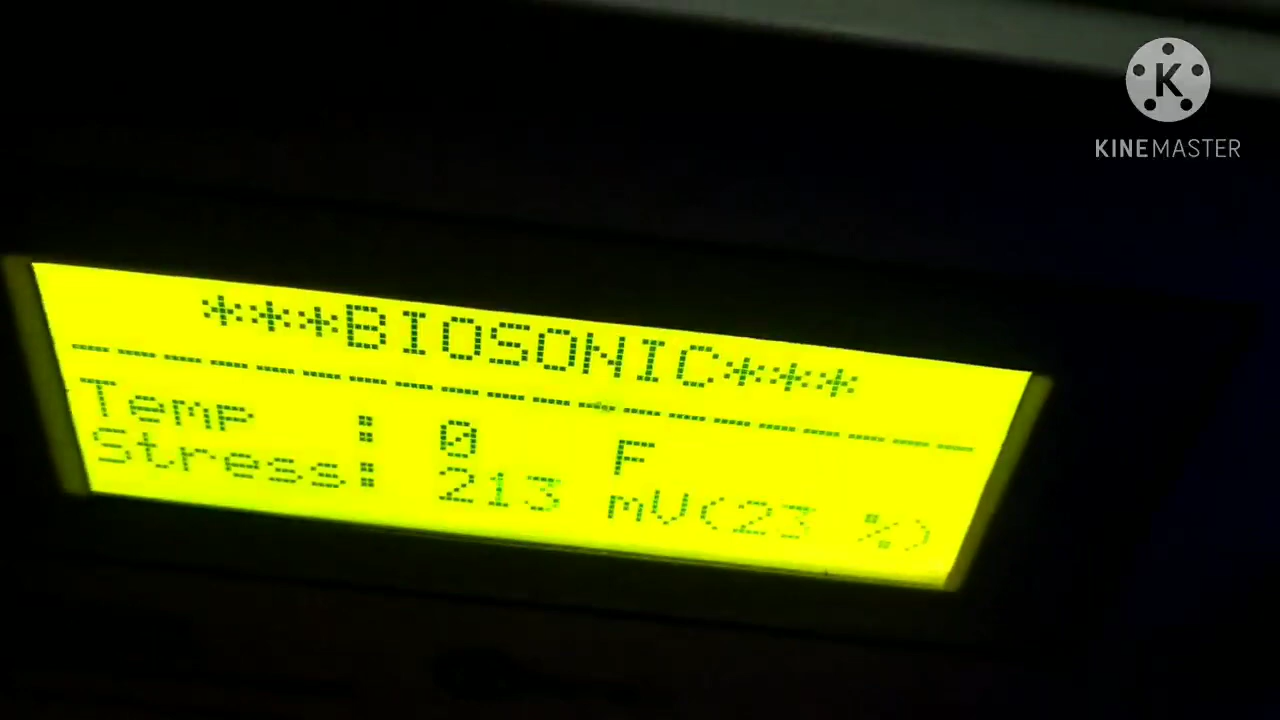 K
KINEMASTER
***BIOSONIC***
--------------------
Temp : 0 F
Stress: 213 mV(23 %)